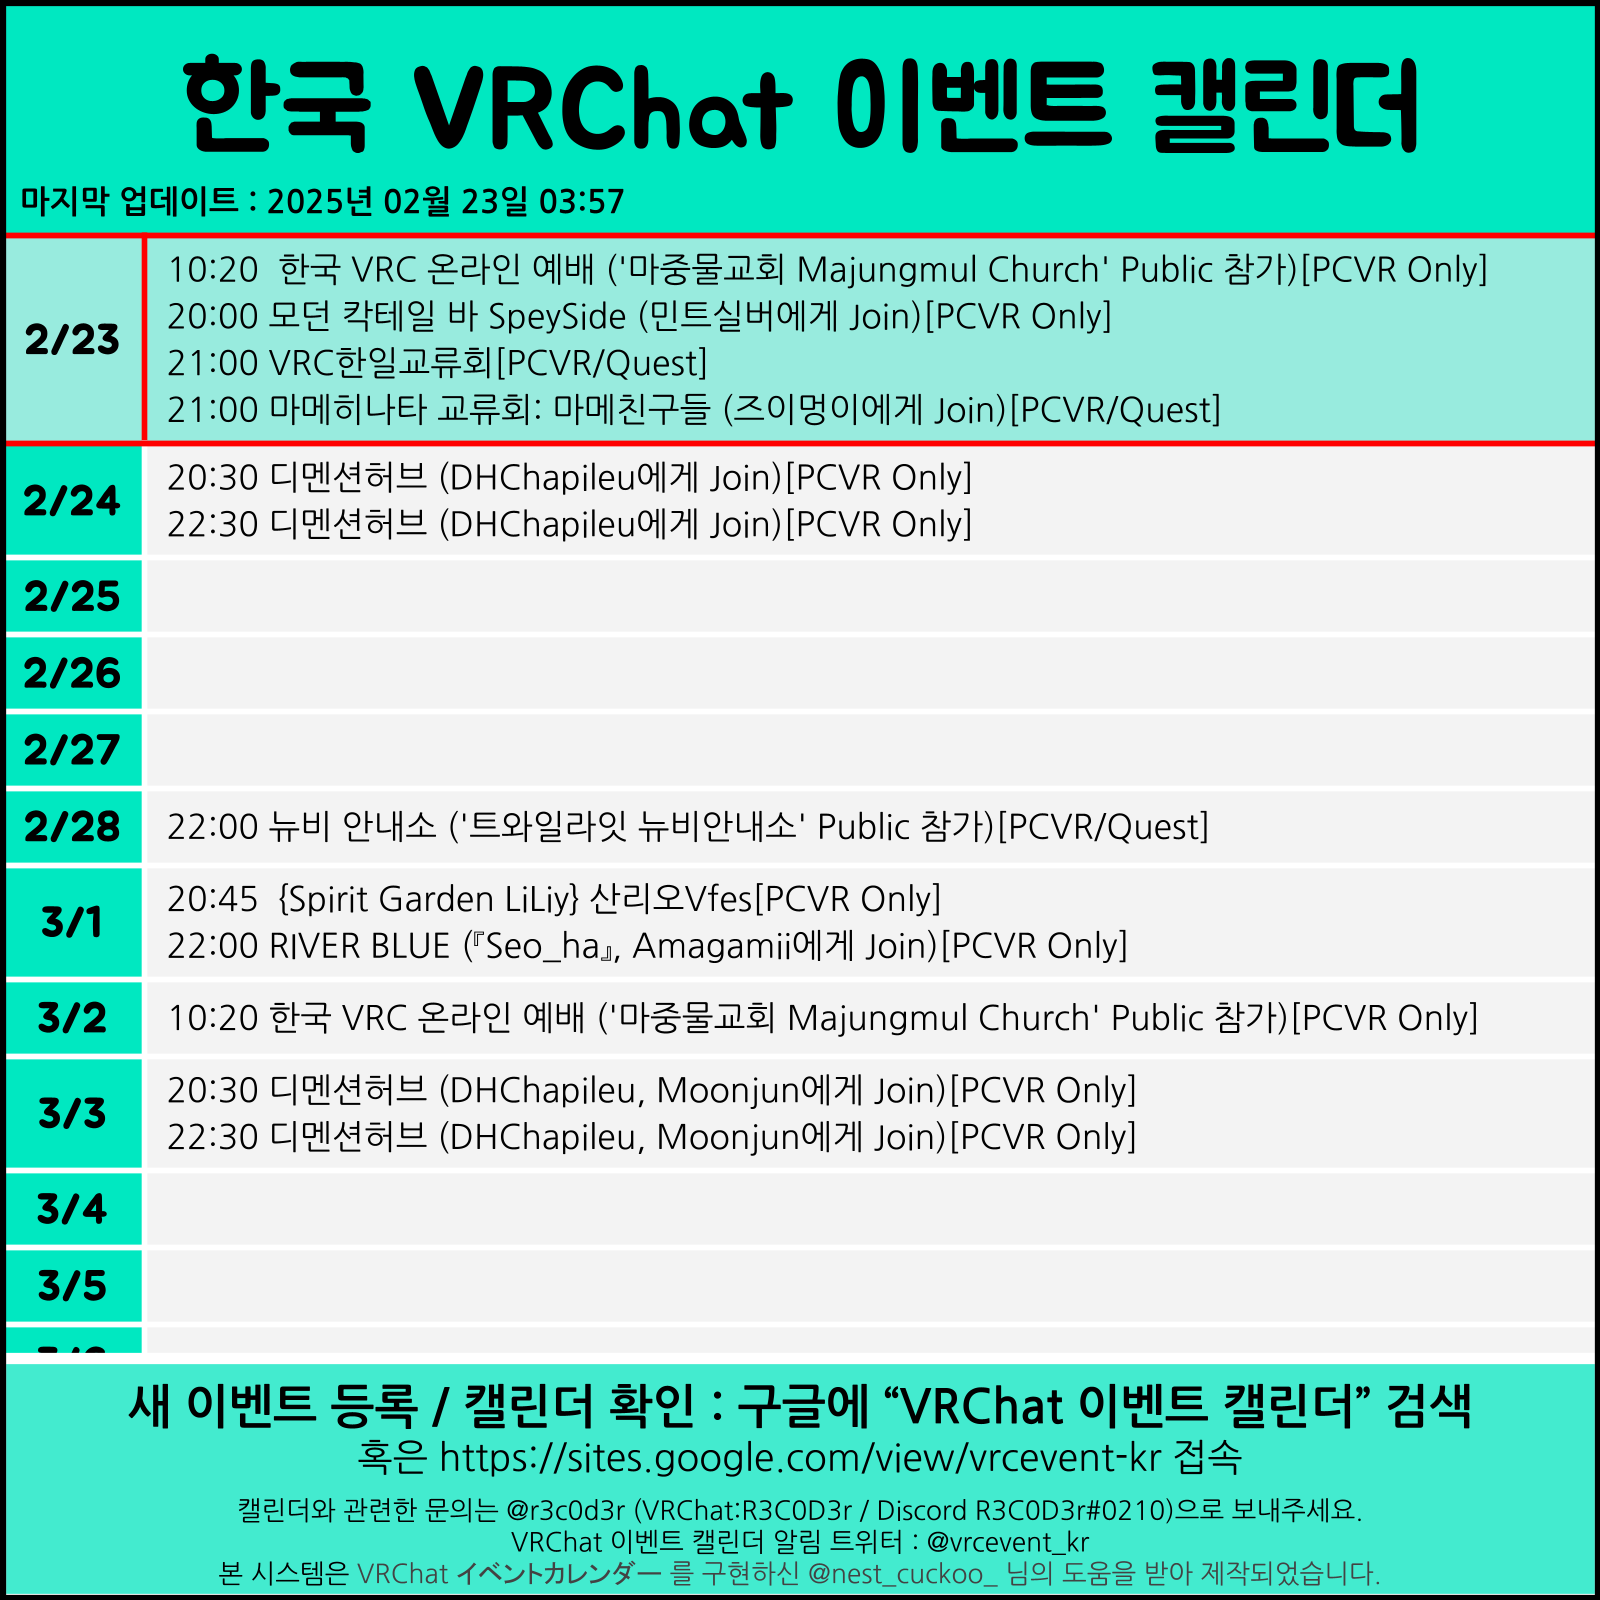 한국 VRChat 이벤트 캘린더
마지막 업데이트 : 2025년 02월 23일 03:57
2/23
10:20  한국 VRC 온라인 예배 ('마중물교회 Majungmul Church' Public 참가)[PCVR Only]
20:00 모던 칵테일 바 SpeySide (민트실버에게 Join)[PCVR Only]
21:00 VRC한일교류회[PCVR/Quest]
21:00 마메히나타 교류회: 마메친구들 (즈이멍이에게 Join)[PCVR/Quest]
2/24
20:30 디멘션허브 (DHChapileu에게 Join)[PCVR Only]
22:30 디멘션허브 (DHChapileu에게 Join)[PCVR Only]
2/25
2/26
2/27
2/28
22:00 뉴비 안내소 ('트와일라잇 뉴비안내소' Public 참가)[PCVR/Quest]
3/1
20:45  {Spirit Garden LiLiy} 산리오Vfes[PCVR Only]
22:00 RIVER BLUE (『Seo_ha』, Amagamii에게 Join)[PCVR Only]
3/2
10:20 한국 VRC 온라인 예배 ('마중물교회 Majungmul Church' Public 참가)[PCVR Only]
3/3
20:30 디멘션허브 (DHChapileu, Moonjun에게 Join)[PCVR Only]
22:30 디멘션허브 (DHChapileu, Moonjun에게 Join)[PCVR Only]
3/4
3/5
새 이벤트 등록 / 캘린더 확인 : 구글에 “VRChat 이벤트 캘린더” 검색
혹은 https://sites.google.com/view/vrcevent-kr 접속
캘린더와 관련한 문의는 @r3c0d3r (VRChat:R3C0D3r / Discord R3C0D3r#0210)으로 보내주세요.
VRChat 이벤트 캘린더 알림 트위터 : @vrcevent_kr
본 시스템은 VRChat イベントカレンダー 를 구현하신 @nest_cuckoo_ 님의 도움을 받아 제작되었습니다.